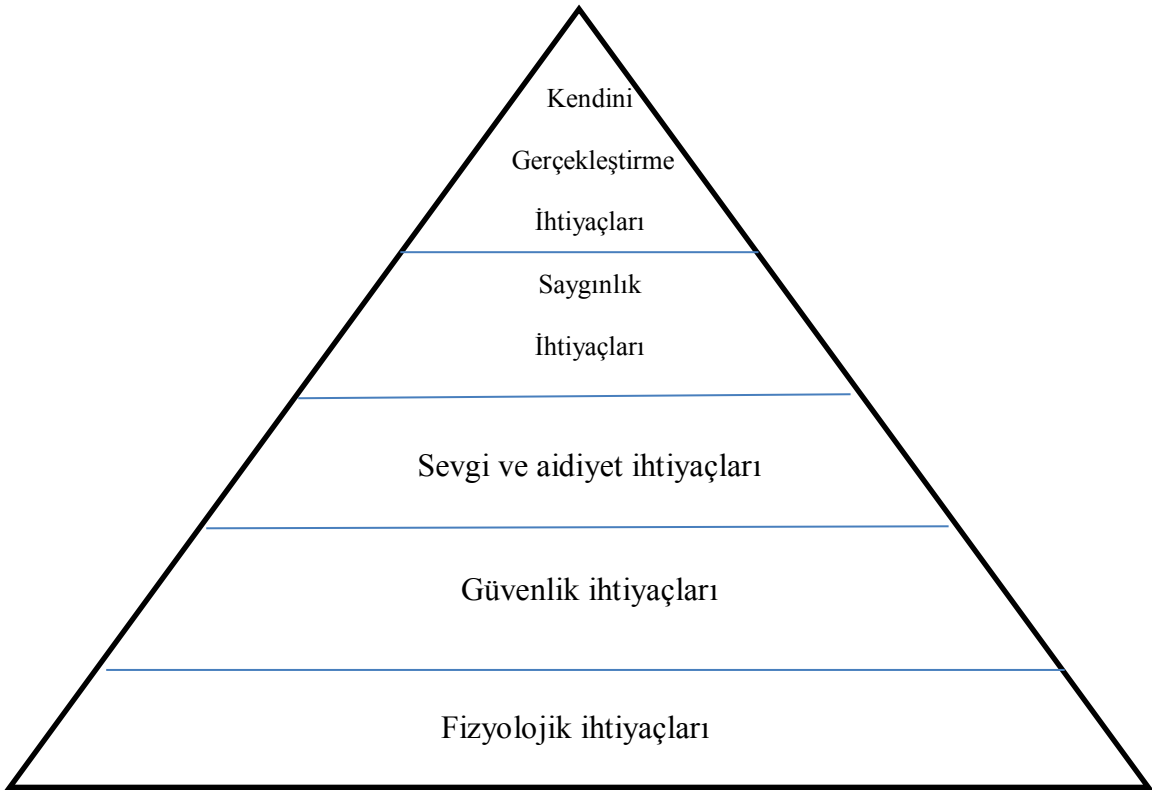 Kendini
Gerçekleştirme
İhtiyaçları
Saygınlık
İhtiyaçları
Sevgi ve aidiyet ihtiyaçları
Güvenlik ihtiyaçları
Fizyolojik ihtiyaçları